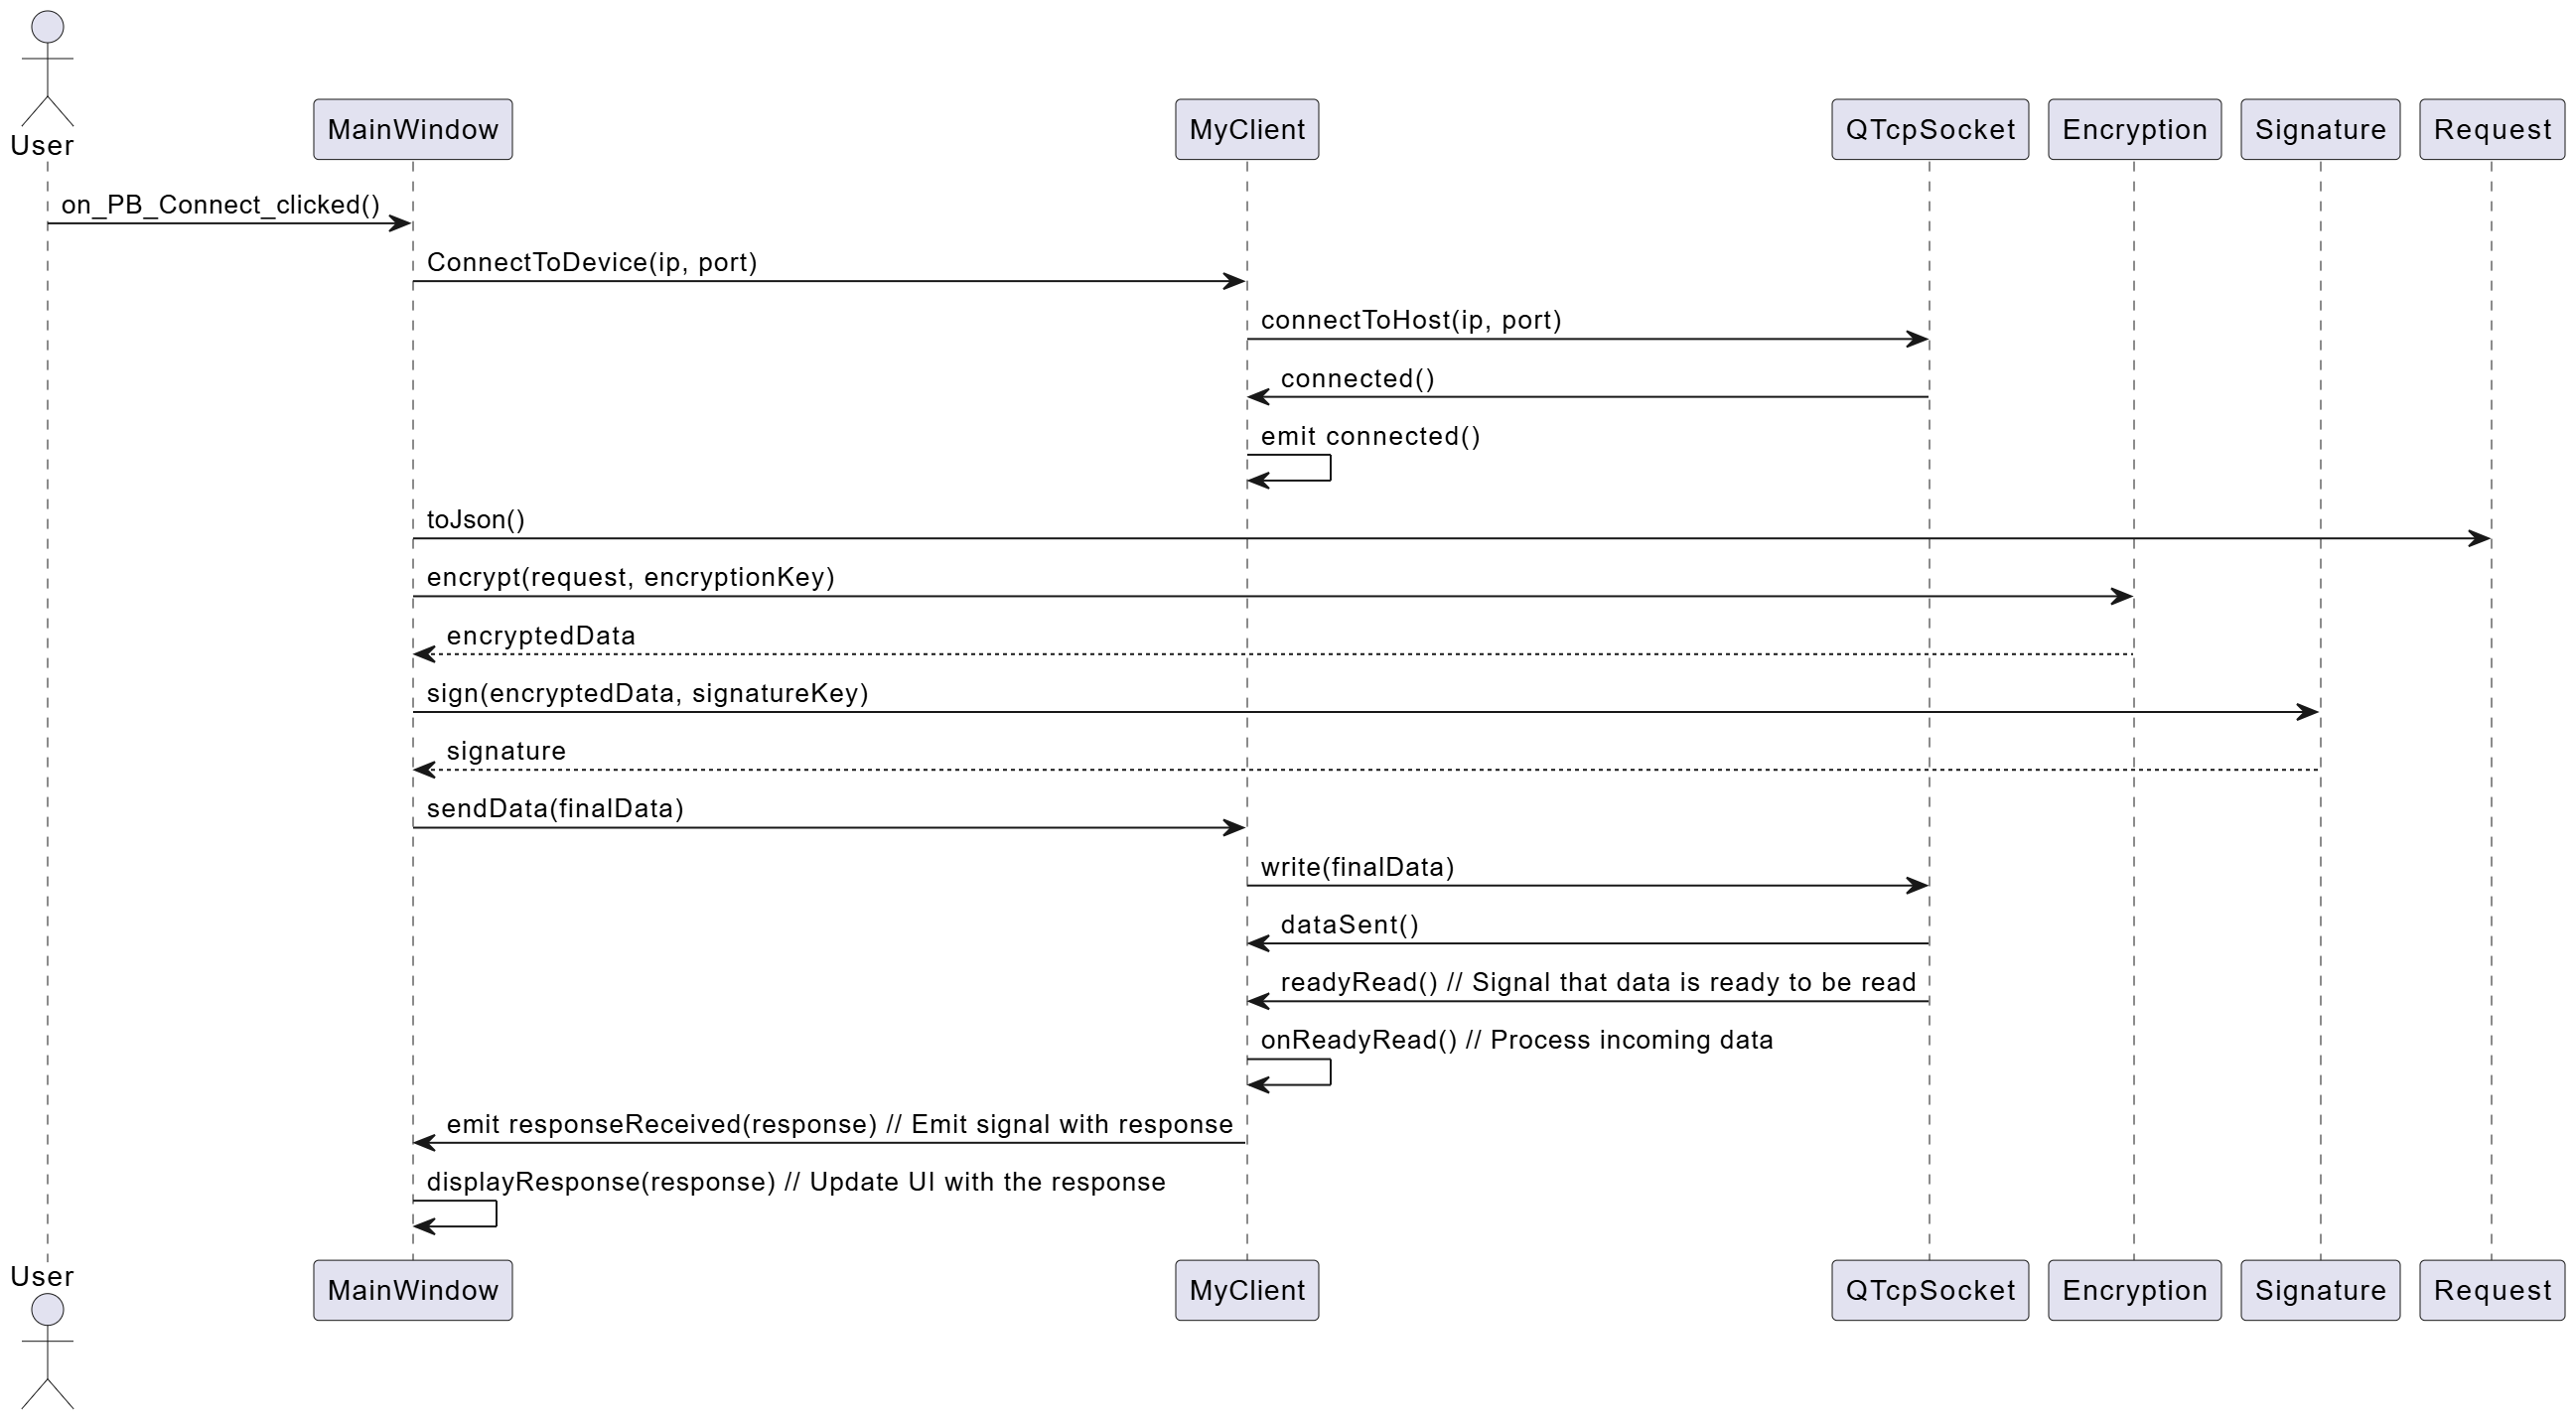 User
MainWindow
MyClient
QTcpSocket
Encryption
Signature
Request
on_PB_Connect_clicked()
ConnectToDevice(ip, port)
connectToHost(ip, port)
connected()
emit connected()
toJson()
encrypt(request, encryptionKey)
encryptedData
sign(encryptedData, signatureKey)
signature
sendData(finalData)
write(finalData)
dataSent()
readyRead() // Signal that data is ready to be read
onReadyRead() // Process incoming data
emit responseReceived(response) // Emit signal with response
displayResponse(response) // Update UI with the response
User
MainWindow
MyClient
QTcpSocket
Encryption
Signature
Request